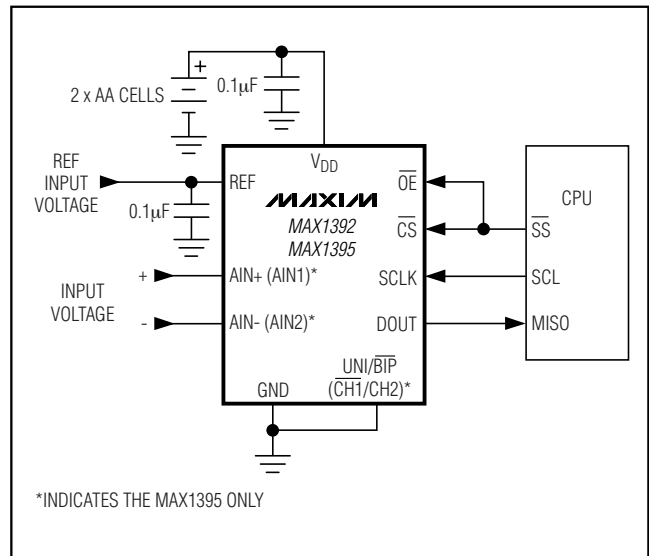 +
2 x AA CELLS
0.1µF
VDD
REF
INPUT
VOLTAGE
0.1µF
REF
MAXIM
MAX1392
MAX1395
OE
CS
SCLK
DOUT
CPU
SS
SCL
MISO
INPUT
VOLTAGE
+
-
AIN+ (AIN1)*
AIN- (AIN2)*
UNI/BIP
(CH1/CH2)*
GND
*INDICATES THE MAX1395 ONLY